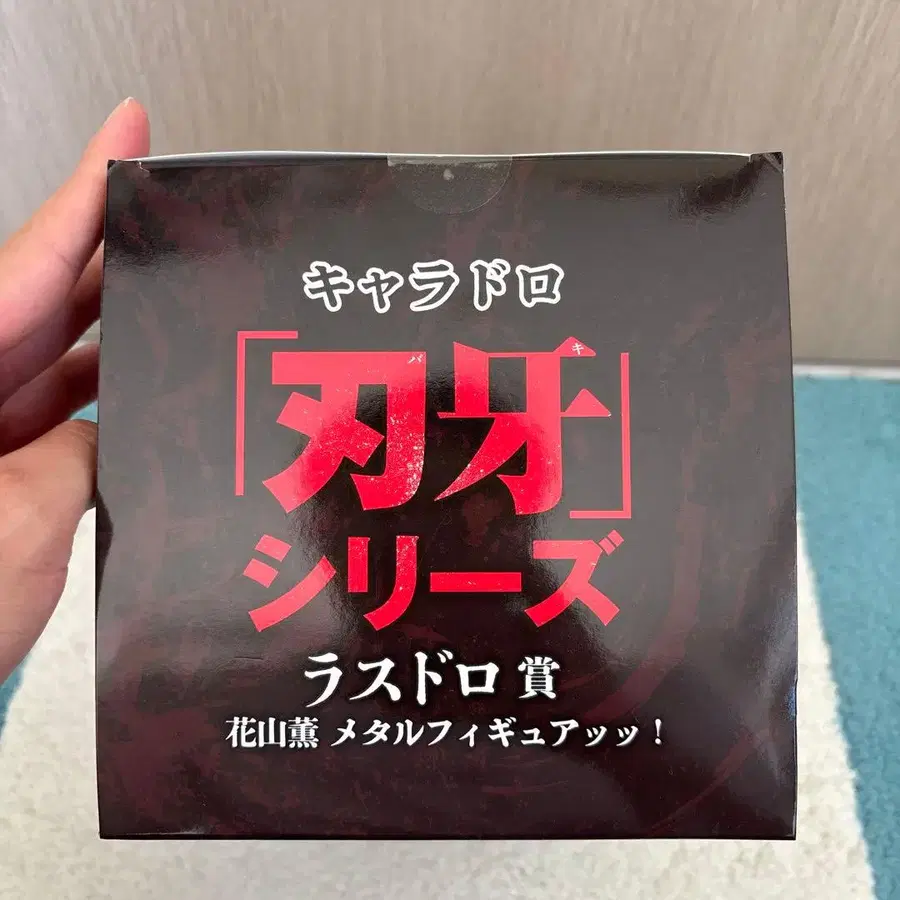 キャラドロ
「刃牙」
バ キ
シリーズ
ラスドロ 賞
花山薫 メタルフィギュアッッ!